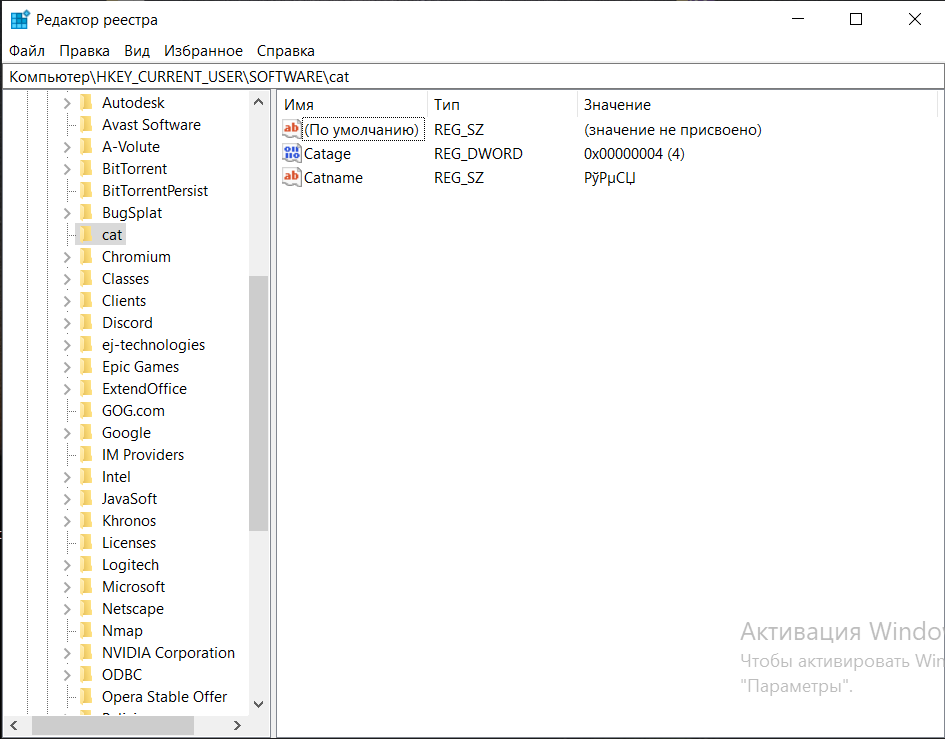 Редактор реестра
Файл Правка Вид Избранное Справка
Компьютер\HKEY_CURRENT_USER\SOFTWARE\cat
Autodesk
Avast Software
A-Volute
BitTorrent
BitTorrentPersist
BugSplat
cat
Chromium
Classes
Clients
Discord
ej-technologies
Epic Games
ExtendOffice
GOG.com
Google
IM Providers
Intel
JavaSoft
Khronos
Licenses
Logitech
Microsoft
Netscape
Nmap
NVIDIA Corporation
ODBC
Opera Stable Offer
Имя Тип Значение
(По умолчанию) REG_SZ (значение не присвоено)
Catage REG_DWORD 0x00000004 (4)
Catname REG_SZ РўРµСЦ
Активация Windo
Чтобы активировать Win
"Параметры".